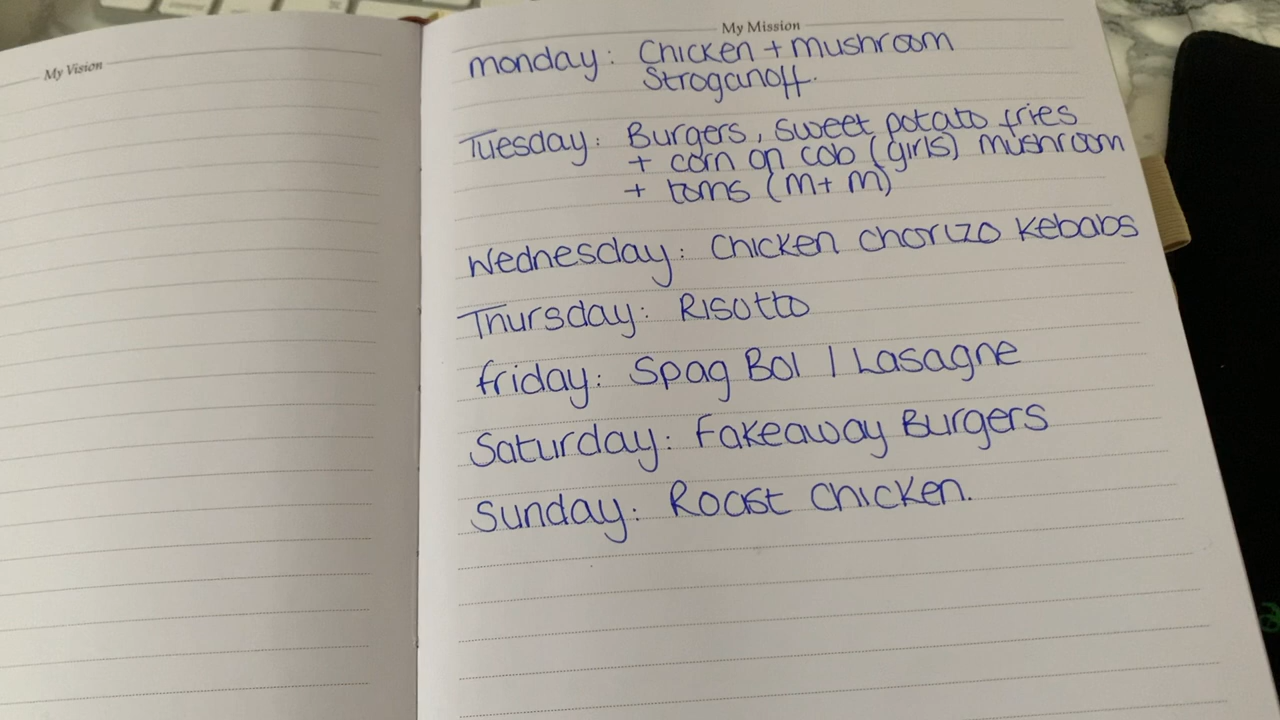 My Vision
My Mission
monday: Chicken + mushroom
Stroganoff.
Tuesday: Burgers, sweet potato fries
+ corn on cob (girls) mushroom
+ toms (m+m)
Wednesday: Chicken chorizo kebabs
Thursday: Risotto
friday: Spag Bol / Lasagne
Saturday: Fakeaway Burgers
Sunday: Roast chicken.